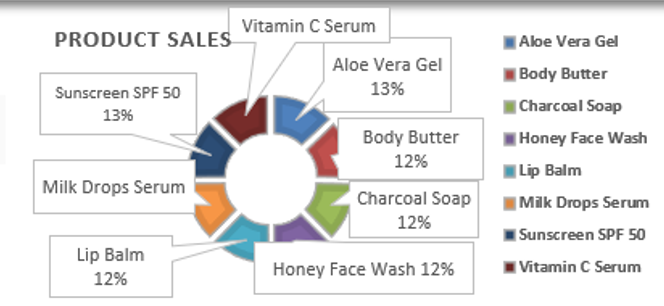 PRODUCT SALES
Vitamin C Serum
Aloe Vera Gel
13%
Sunscreen SPF 50
13%
Body Butter
12%
Milk Drops Serum
Charcoal Soap
12%
Lip Balm
12%
Honey Face Wash 12%
Aloe Vera Gel
Body Butter
Charcoal Soap
Honey Face Wash
Lip Balm
Milk Drops Serum
Sunscreen SPF 50
Vitamin C Serum